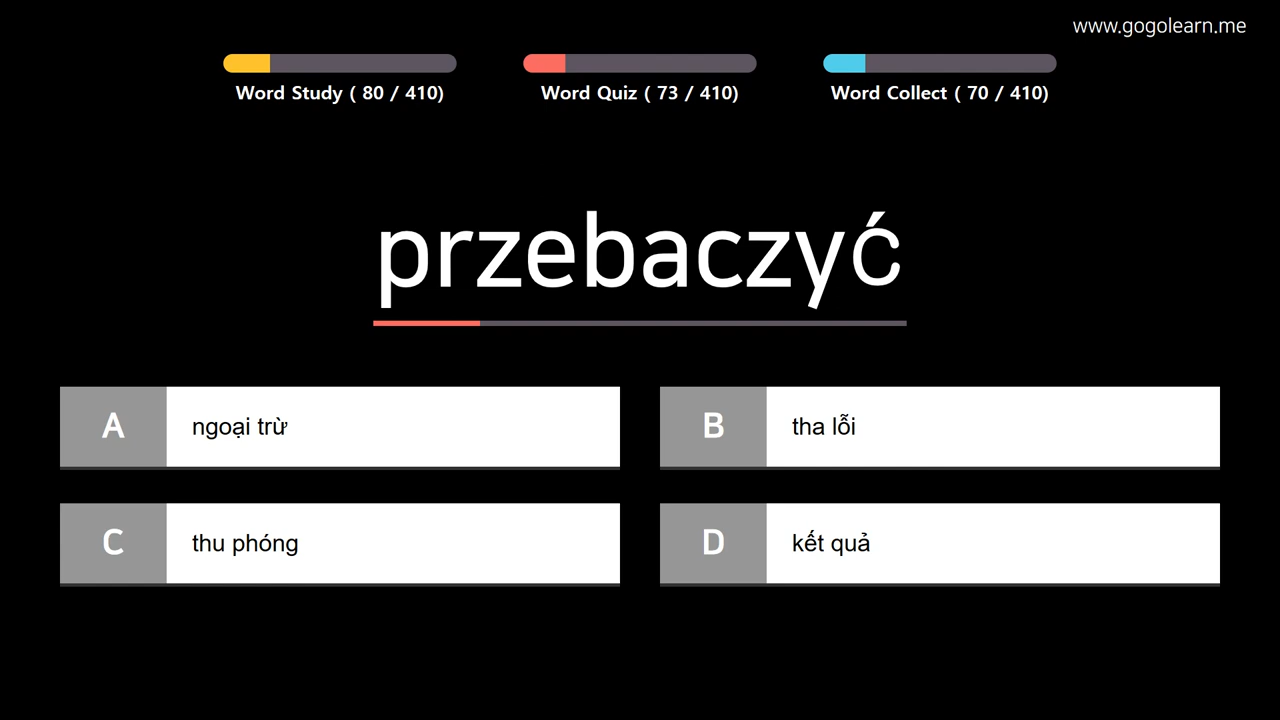 www.gogolearn.me
Word Study ( 80 / 410)
Word Quiz ( 73 / 410)
Word Collect ( 70 / 410)
przebaczyć
A
ngoại trừ
B
tha lỗi
C
thu phóng
D
kết quả